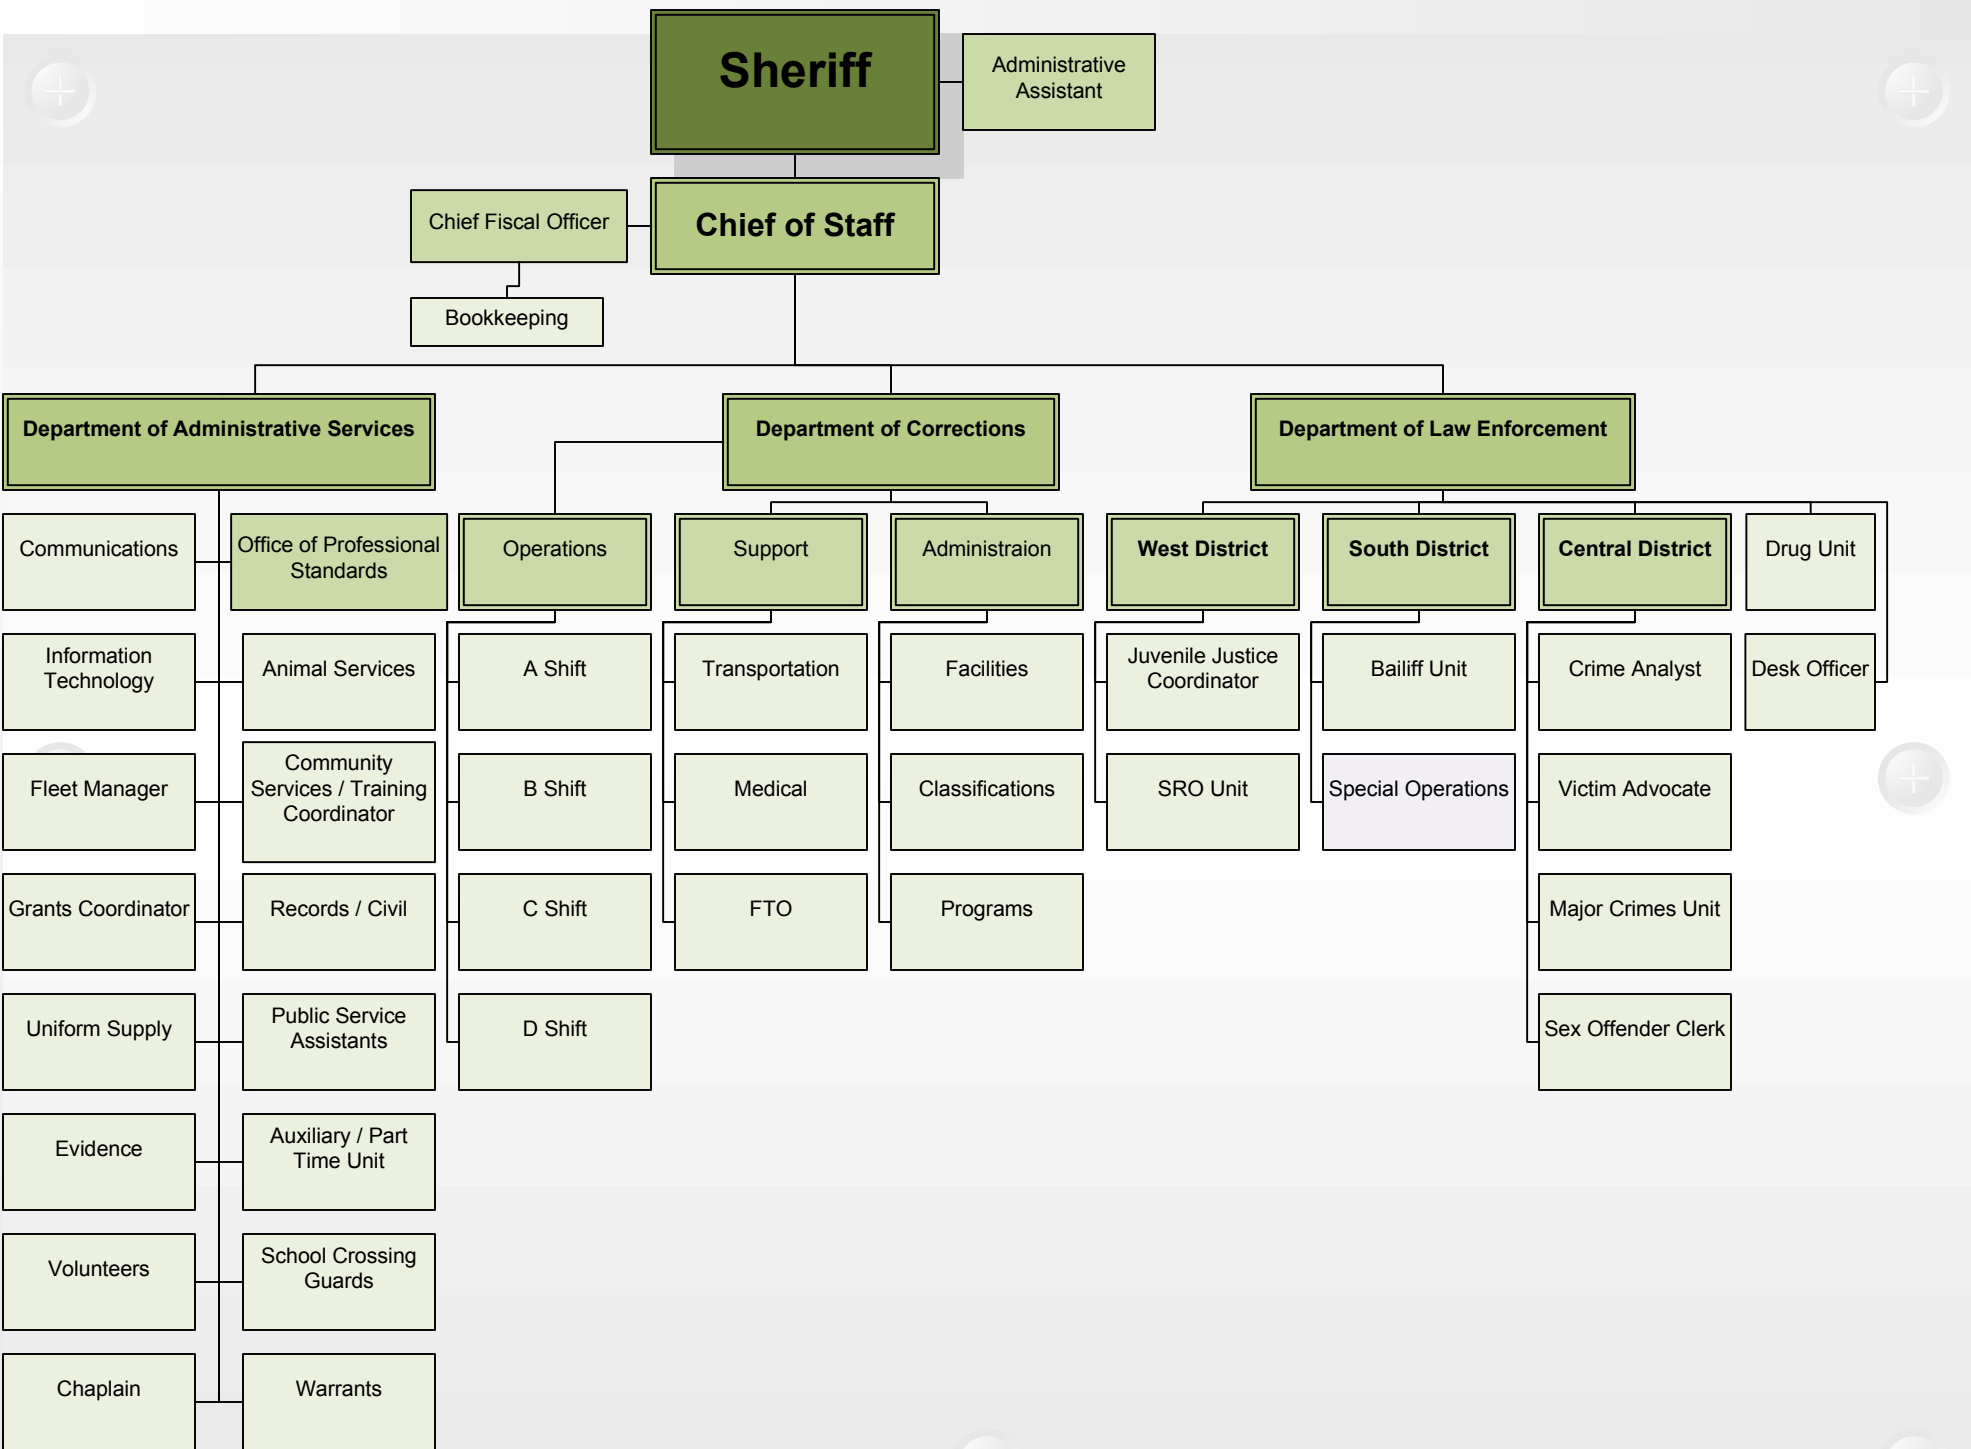 Sheriff
Administrative
Assistant
Chief Fiscal Officer
Chief of Staff
Bookkeeping
Department of Administrative Services
Department of Corrections
Department of Law Enforcement
Communications
Office of Professional
Standards
Operations
Support
Administraion
West District
South District
Central District
Drug Unit
Information
Technology
Animal Services
A Shift
Transportation
Facilities
Juvenile Justice
Coordinator
Bailiff Unit
Crime Analyst
Desk Officer
Fleet Manager
Community
Services / Training
Coordinator
B Shift
Medical
Classifications
SRO Unit
Special Operations
Victim Advocate
Grants Coordinator
Records / Civil
C Shift
FTO
Programs
Major Crimes Unit
Uniform Supply
Public Service
Assistants
D Shift
Sex Offender Clerk
Evidence
Auxiliary / Part
Time Unit
Volunteers
School Crossing
Guards
Chaplain
Warrants